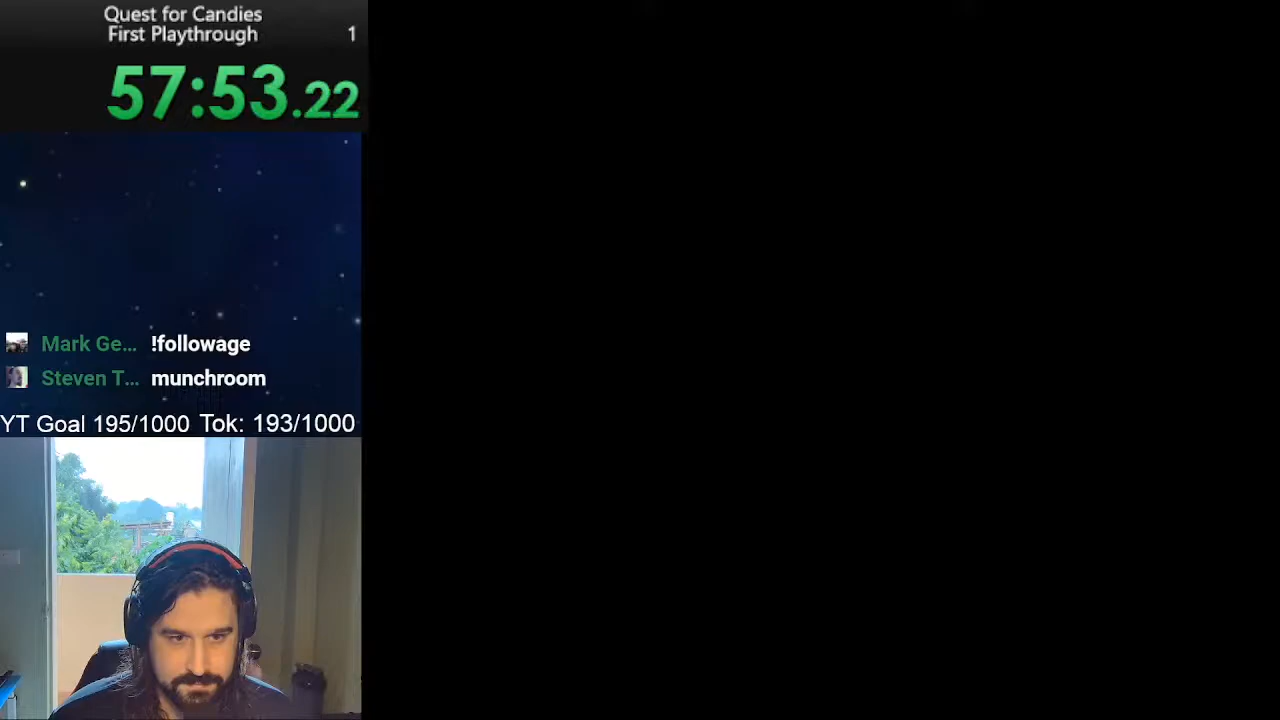 Quest for Candies
First Playthrough 1
57:53.22
Mark Ge... !followage
Steven T... munchroom
YT Goal 195/1000 Tok: 193/1000